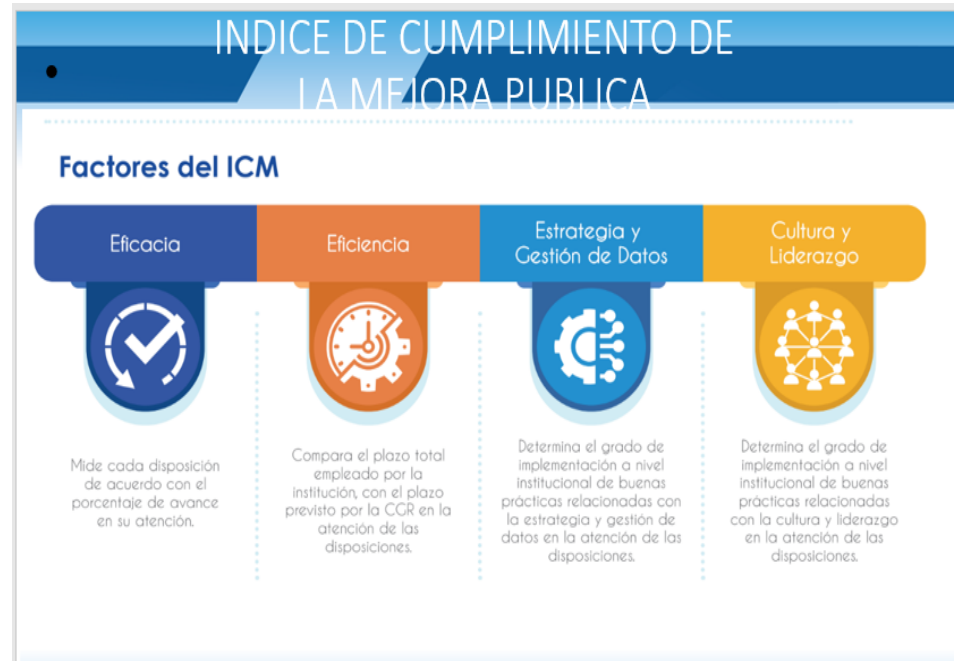 INDICE DE CUMPLIMIENTO DE
LA MEJORA PUBLICA
Factores del ICM
Eficacia
Mide cada disposición
de acuerdo con el
porcentaje de avance
en su atención.
Eficiencia
Compara el plazo total
empleado por la
institución, con el plazo
previsto por la CGR en la
atención de las
disposiciones.
Estrategia y
Gestión de Datos
Determina el grado de
implementación a nivel
institucional de buenas
prácticas relacionadas con
la estrategia y gestión de
datos en la atención de las
disposiciones.
Cultura y
Liderazgo
Determina el grado de
implementación a nivel
institucional de buenas
prácticas relacionadas
con la cultura y liderazgo
en la atención de las
disposiciones.